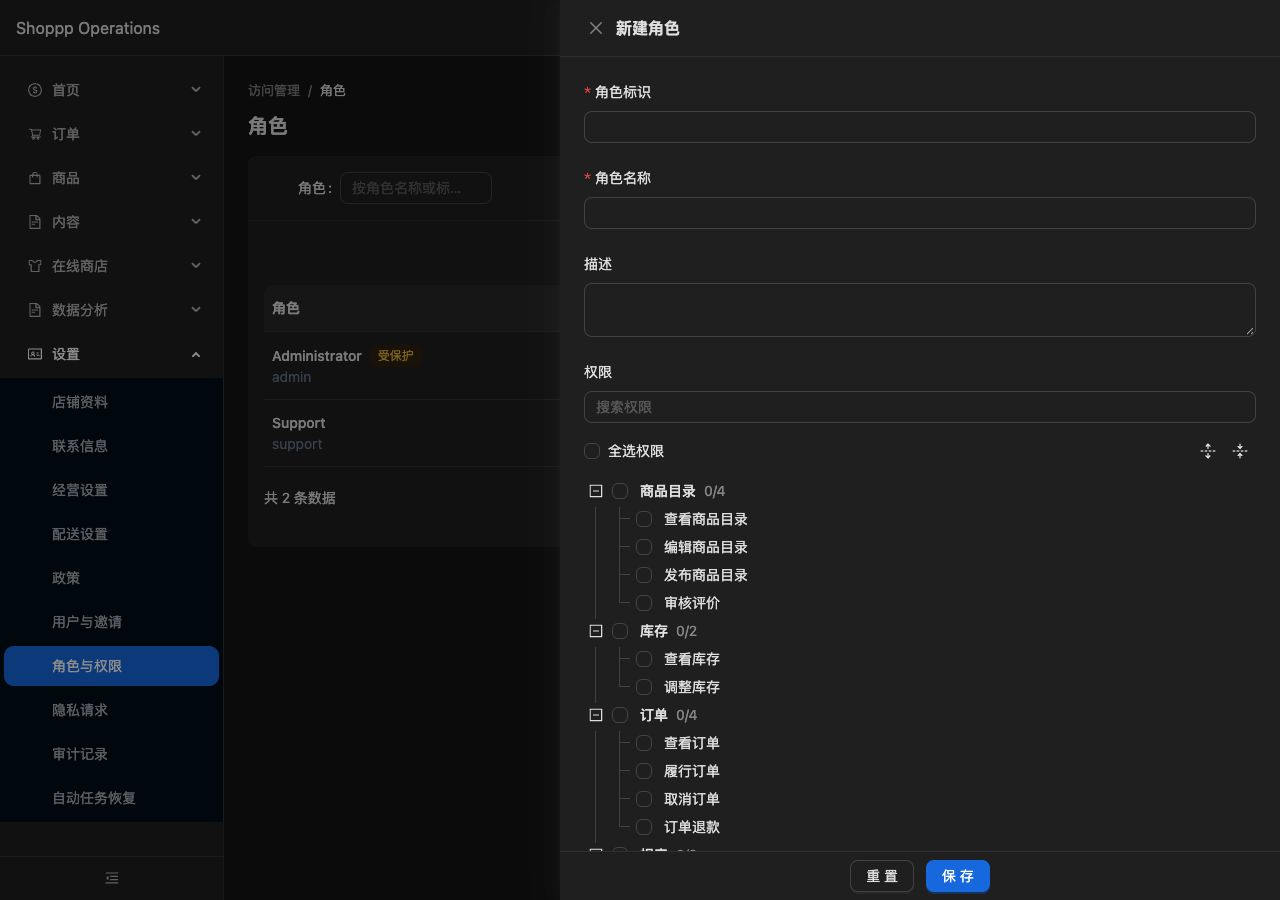 Shoppp Operations
首页
订单
商品
内容
在线商店
数据分析
设置
店铺资料
联系信息
经营设置
配送设置
政策
用户与邀请
角色与权限
隐私请求
审计记录
自动任务恢复
访问管理 / 角色
角色
角色 : 按角色名称或标...
角色
Administrator 受保护
admin
Support
support
共 2 条数据
新建角色
* 角色标识
* 角色名称
描述
权限
搜索权限
全选权限
商品目录 0/4
查看商品目录
编辑商品目录
发布商品目录
审核评价
库存 0/2
查看库存
调整库存
订单 0/4
查看订单
履行订单
取消订单
订单退款
重 置
保 存